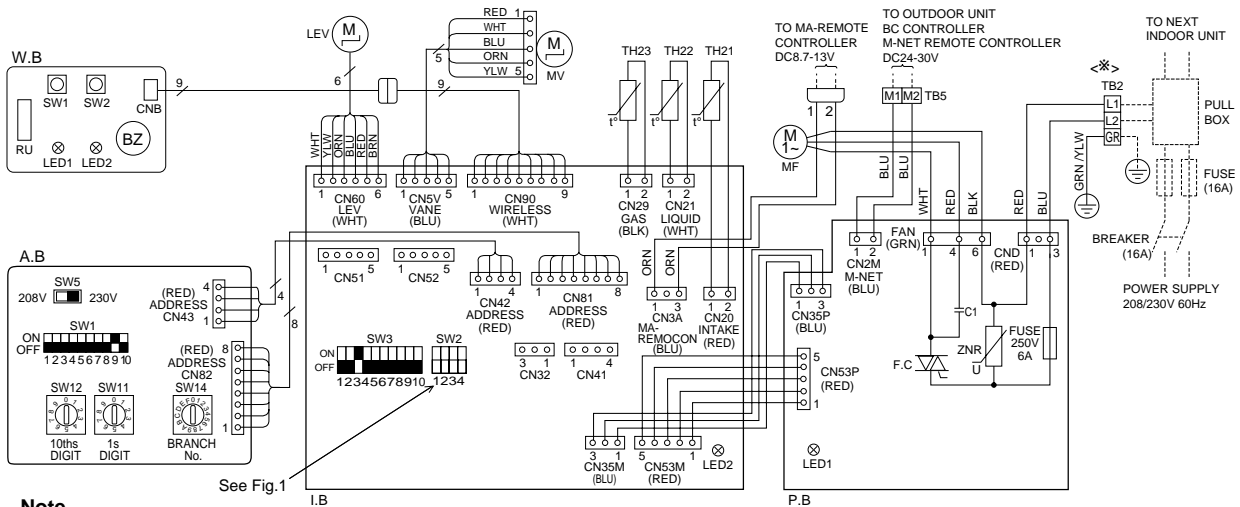 W.B
SW1 SW2
CNB
RU
LED1 LED2
BZ
9
LEV
M
6
9
RED 1
WHT
BLU
ORN
YLW 5
5
M
MV
TH23 TH22 TH21
t° t° t°
TO MA-REMOTE
CONTROLLER
DC8.7-13V
1 2
TO OUTDOOR UNIT
BC CONTROLLER
M-NET REMOTE CONTROLLER
DC24-30V
M1 M2 TB5
M
1~
MF
<※>
TB2
L1
L2
GR
TO NEXT
INDOOR UNIT
PULL
BOX
FUSE
(16A)
BREAKER
(16A)
POWER SUPPLY
208/230V 60Hz
GRN/YLW
WHT YLW ORN BLU RED BRN
1 6
CN60
LEV
(WHT)
1 5
CN5V
VANE
(BLU)
1 9
CN90
WIRELESS
(WHT)
1 2
CN29
GAS
(BLK)
1 2
CN21
LIQUID
(WHT)
1 5
CN51
1 5
CN52
1 4
CN42
ADDRESS
(RED)
1 8
CN81
ADDRESS
(RED)
ORN ORN
1 3
CN3A
MA-
REMOCON
(BLU)
1 2
CN20
INTAKE
(RED)
SW3
ON
OFF
12345678910
SW2
1234
3 1
CN32
1 4
CN41
3 1
CN35M
(BLU)
5 1
CN53M
(RED)
LED2
I.B
See Fig.1
A.B
SW5
208V 230V
SW1
ON
OFF
12345678910
SW12
10ths
DIGIT
SW11
1s
DIGIT
SW14
BRANCH
No.
4
(RED)
ADDRESS
CN43
1
4
8
(RED)
ADDRESS
CN82
1
8
BLU BLU
WHT RED BLK RED BLU
1 2
CN2M
M-NET
(BLU)
FAN
(GRN)
1 4 6
CND
(RED)
1 3
1 3
CN35P
(BLU)
5
CN53P
(RED)
1
C1
F.C
ZNR
U
FUSE
250V
6A
LED1
P.B
Note